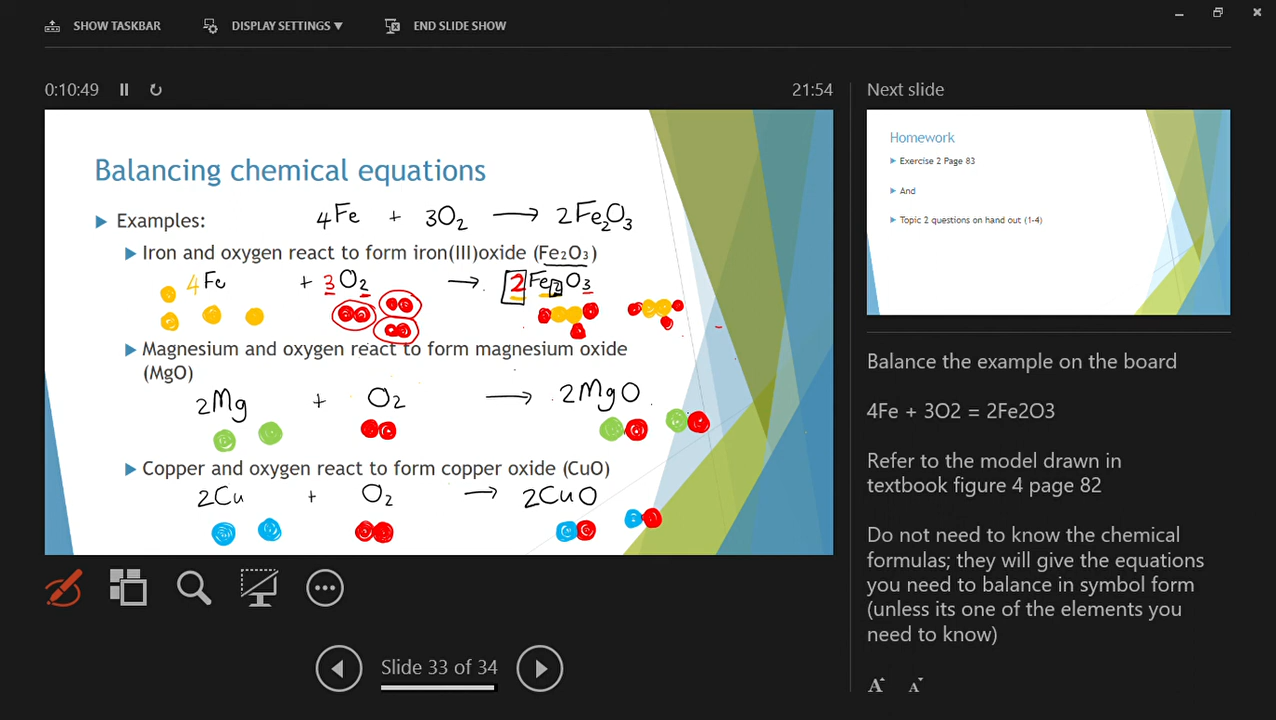 SHOW TASKBAR DISPLAY SETTINGS ▼ END SLIDE SHOW
0:10:49 21:54
Balancing chemical equations
Examples: 4Fe + 3O2 → 2Fe2O3
Iron and oxygen react to form iron(III)oxide (Fe2O3)
4Fe + 3O2 → 2Fe2O3
Magnesium and oxygen react to form magnesium oxide
(MgO)
2Mg + O2 → 2MgO
Copper and oxygen react to form copper oxide (CuO)
2Cu + O2 → 2CuO
Slide 33 of 34
Next slide
Homework
Exercise 2 Page 83
And
Topic 2 questions on hand out (1-4)
Balance the example on the board
4Fe + 3O2 = 2Fe2O3
Refer to the model drawn in
textbook figure 4 page 82
Do not need to know the chemical
formulas; they will give the equations
you need to balance in symbol form
(unless its one of the elements you
need to know)
A A